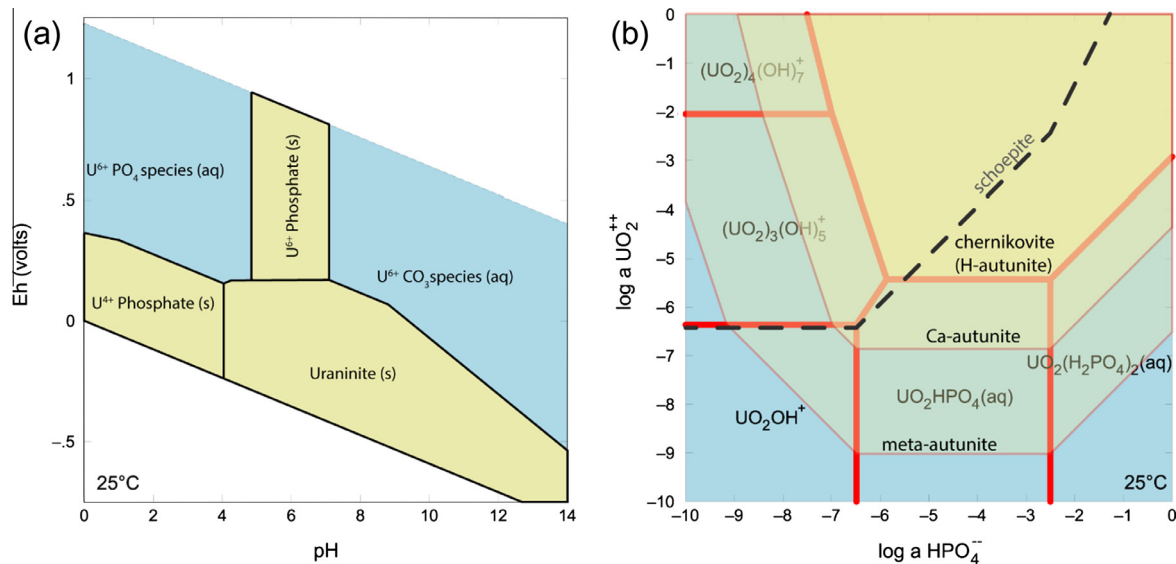 (a)
1
.5
0
−.5
Eh (volts)
U6+ PO4 species (aq)
U6+ Phosphate (s)
U6+ CO3 species (aq)
U4+ Phosphate (s)
Uraninite (s)
25°C
0 2 4 6 8 10 12 14
pH
(b)
0
−1
−2
−3
−4
−5
−6
−7
−8
−9
−10
log a UO2++
(UO2)4(OH)7+
(UO2)3(OH)5+
schoepite
chernikovite
(H-autunite)
Ca-autunite
UO2(H2PO4)2(aq)
UO2HPO4(aq)
UO2OH+
meta-autunite
25°C
−10 −9 −8 −7 −6 −5 −4 −3 −2 −1 0
log a HPO4−−